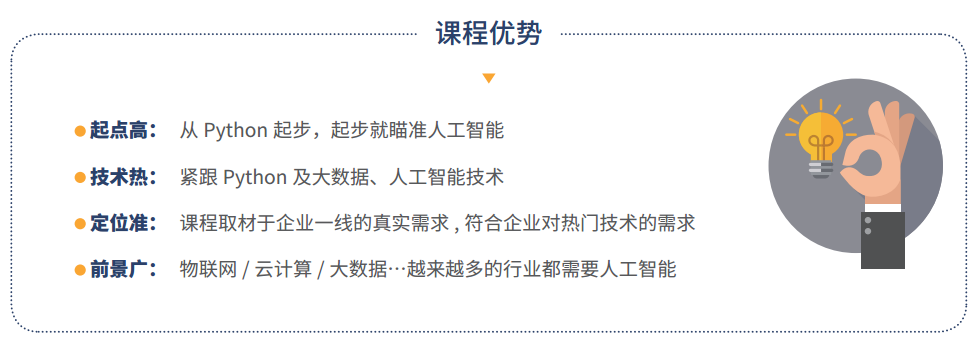 课程优势
起点高： 从 Python 起步，起步就瞄准人工智能
技术热： 紧跟 Python 及大数据、人工智能技术
定位准： 课程取材于企业一线的真实需求 , 符合企业对热门技术的需求
前景广： 物联网 / 云计算 / 大数据…越来越多的行业都需要人工智能